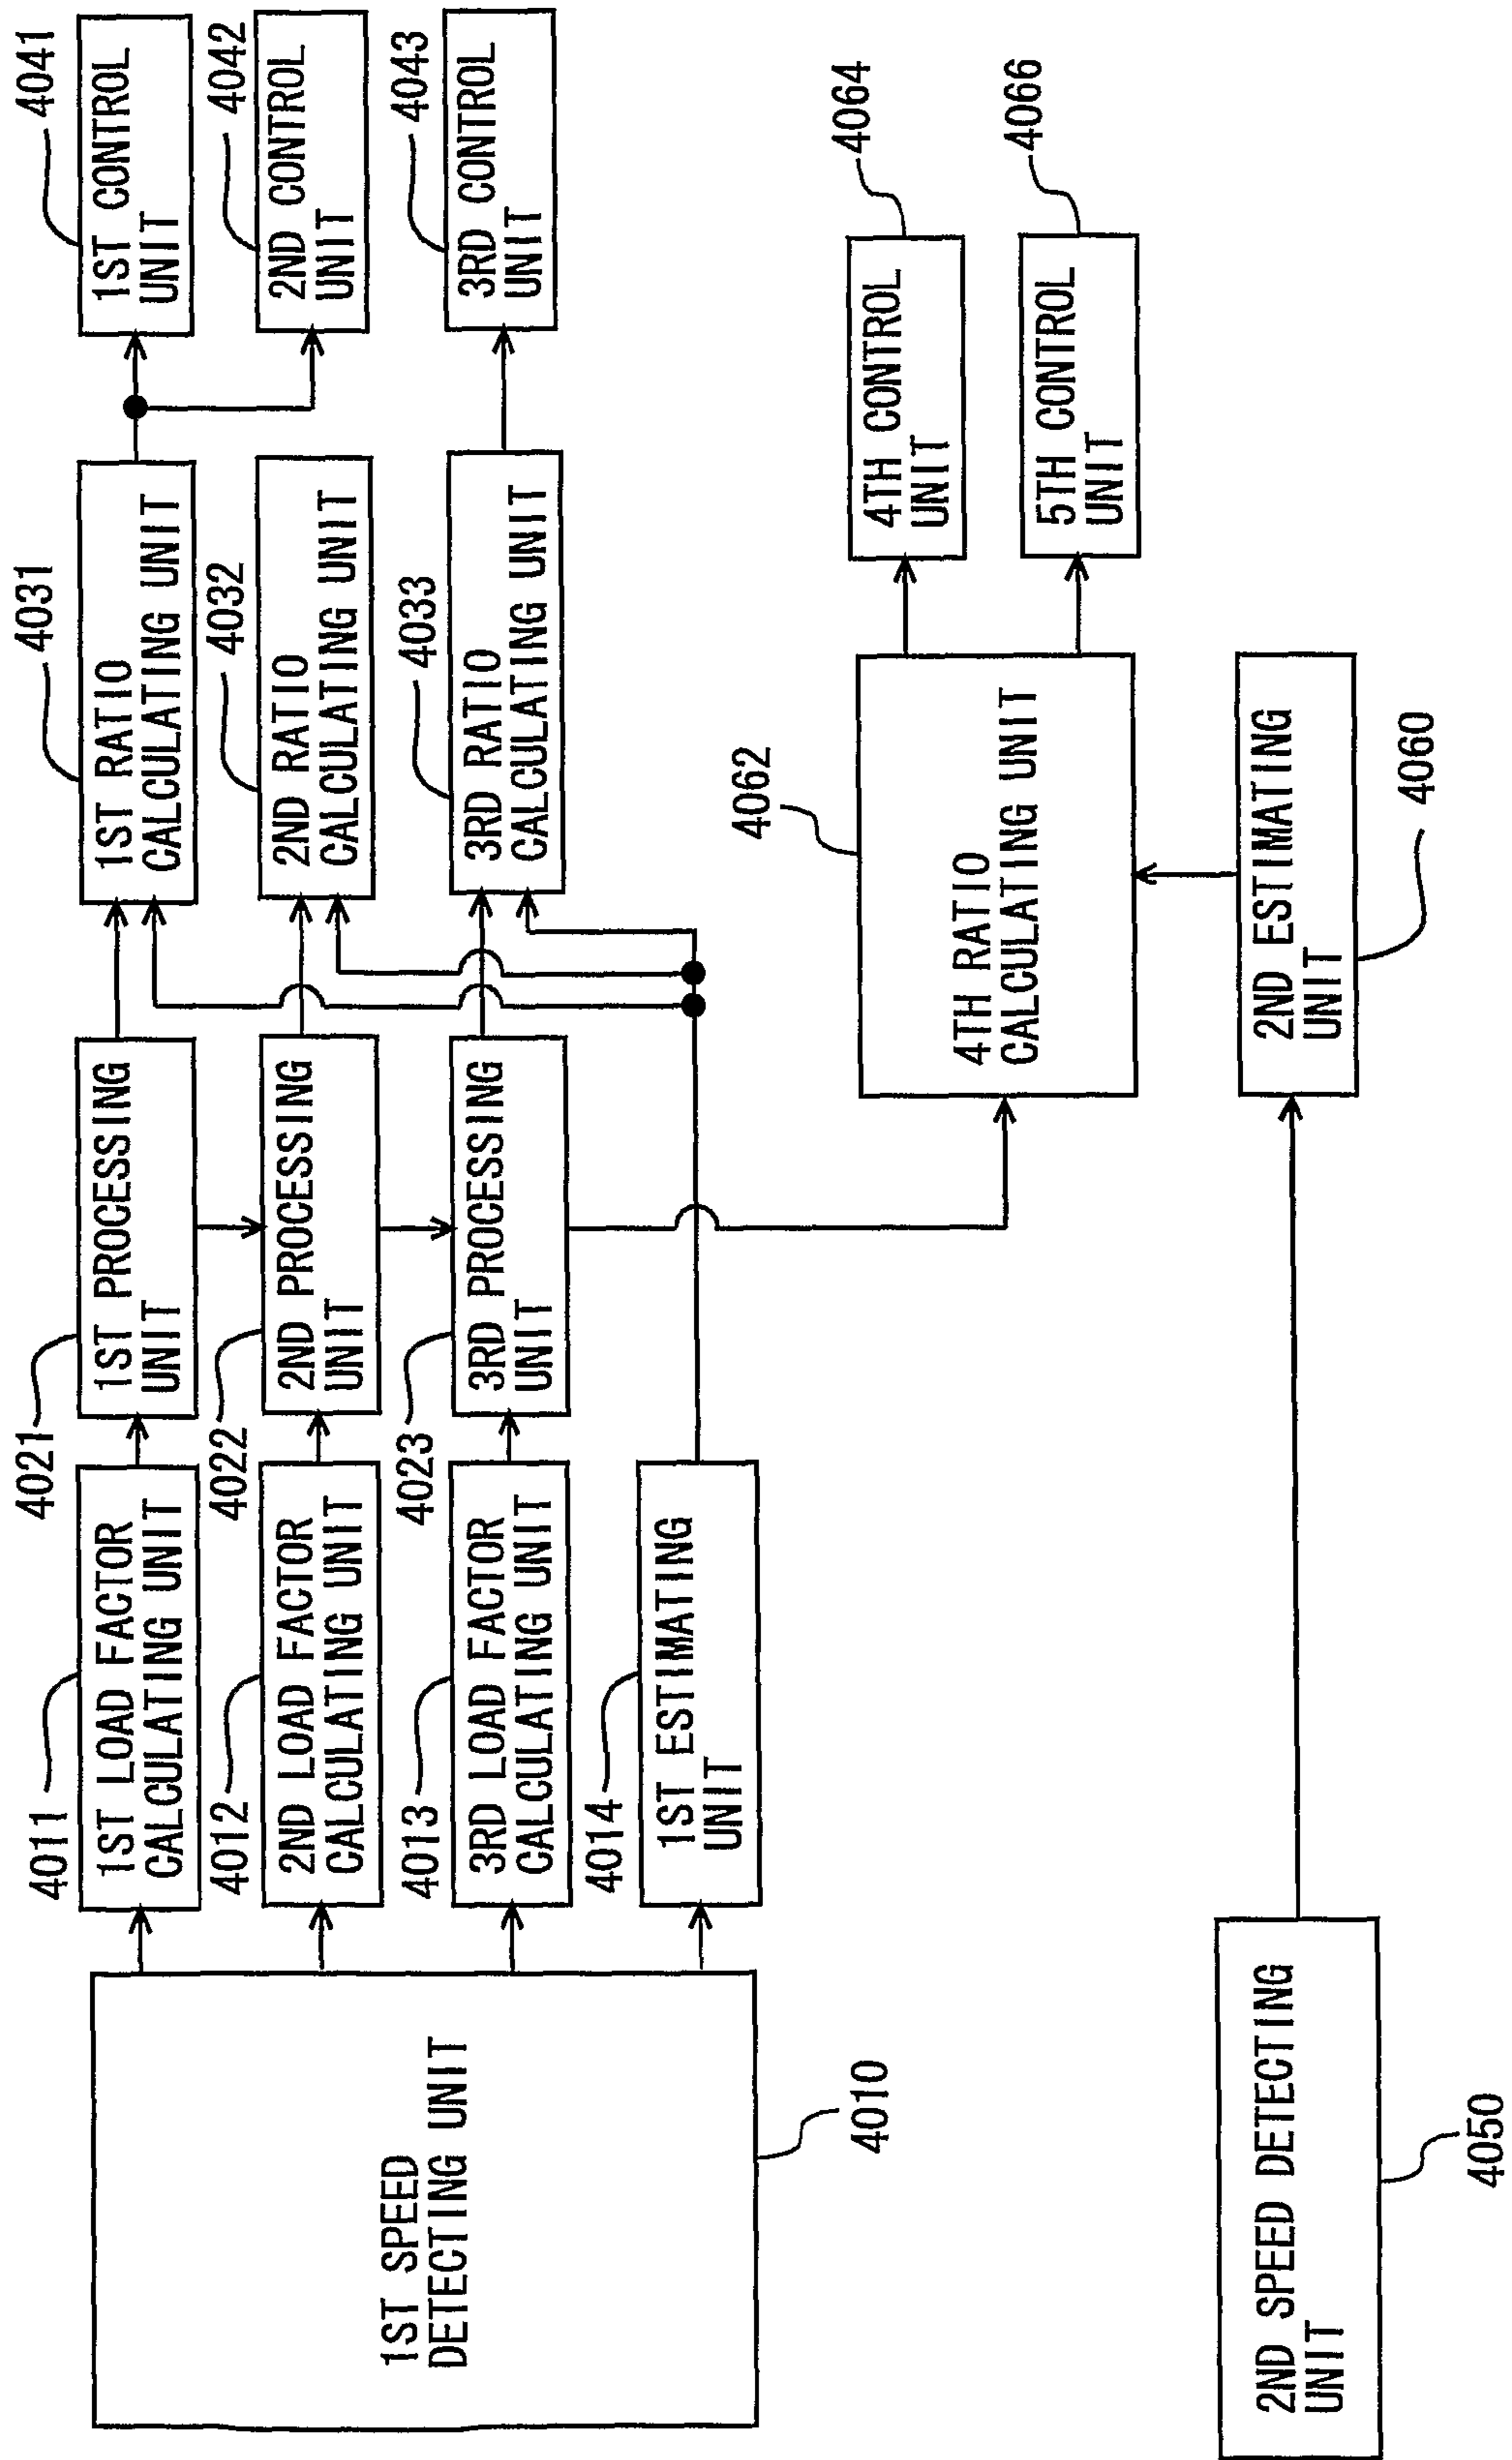 1ST SPEED
DETECTING UNIT
4010
4011
1ST LOAD FACTOR
CALCULATING UNIT
4012
2ND LOAD FACTOR
CALCULATING UNIT
4013
3RD LOAD FACTOR
CALCULATING UNIT
4014
1ST ESTIMATING
UNIT
4021
1ST PROCESSING
UNIT
4022
2ND PROCESSING
UNIT
4023
3RD PROCESSING
UNIT
4031
1ST RATIO
CALCULATING UNIT
4032
2ND RATIO
CALCULATING UNIT
4033
3RD RATIO
CALCULATING UNIT
4041
1ST CONTROL
UNIT
4042
2ND CONTROL
UNIT
4043
3RD CONTROL
UNIT
4062
4TH RATIO
CALCULATING UNIT
4064
4TH CONTROL
UNIT
4066
5TH CONTROL
UNIT
2ND SPEED DETECTING
UNIT
4050
2ND ESTIMATING
UNIT
4060